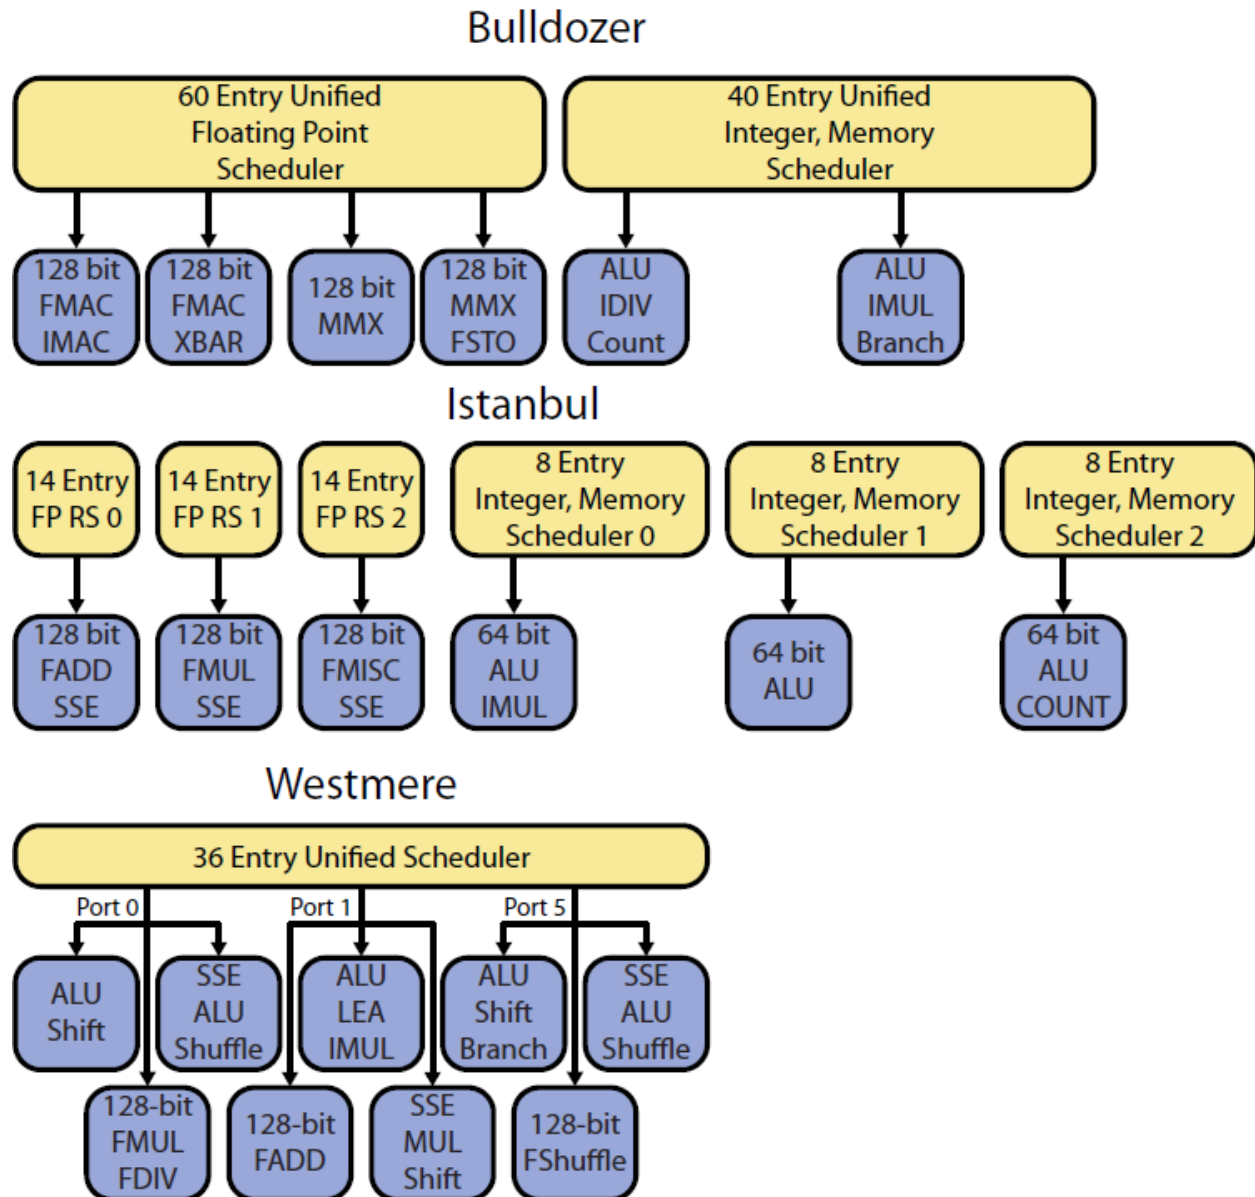 Bulldozer
60 Entry Unified
Floating Point
Scheduler
40 Entry Unified
Integer, Memory
Scheduler
128 bit
FMAC
IMAC
128 bit
FMAC
XBAR
128 bit
MMX
128 bit
MMX
FSTO
ALU
IDIV
Count
ALU
IMUL
Branch
Istanbul
14 Entry
FP RS 0
14 Entry
FP RS 1
14 Entry
FP RS 2
8 Entry
Integer, Memory
Scheduler 0
8 Entry
Integer, Memory
Scheduler 1
8 Entry
Integer, Memory
Scheduler 2
128 bit
FADD
SSE
128 bit
FMUL
SSE
128 bit
FMISC
SSE
64 bit
ALU
IMUL
64 bit
ALU
64 bit
ALU
COUNT
Westmere
36 Entry Unified Scheduler
Port 0
Port 1
Port 5
ALU
Shift
SSE
ALU
Shuffle
ALU
LEA
IMUL
ALU
Shift
Branch
SSE
ALU
Shuffle
128-bit
FMUL
FDIV
128-bit
FADD
SSE
MUL
Shift
128-bit
FShuffle